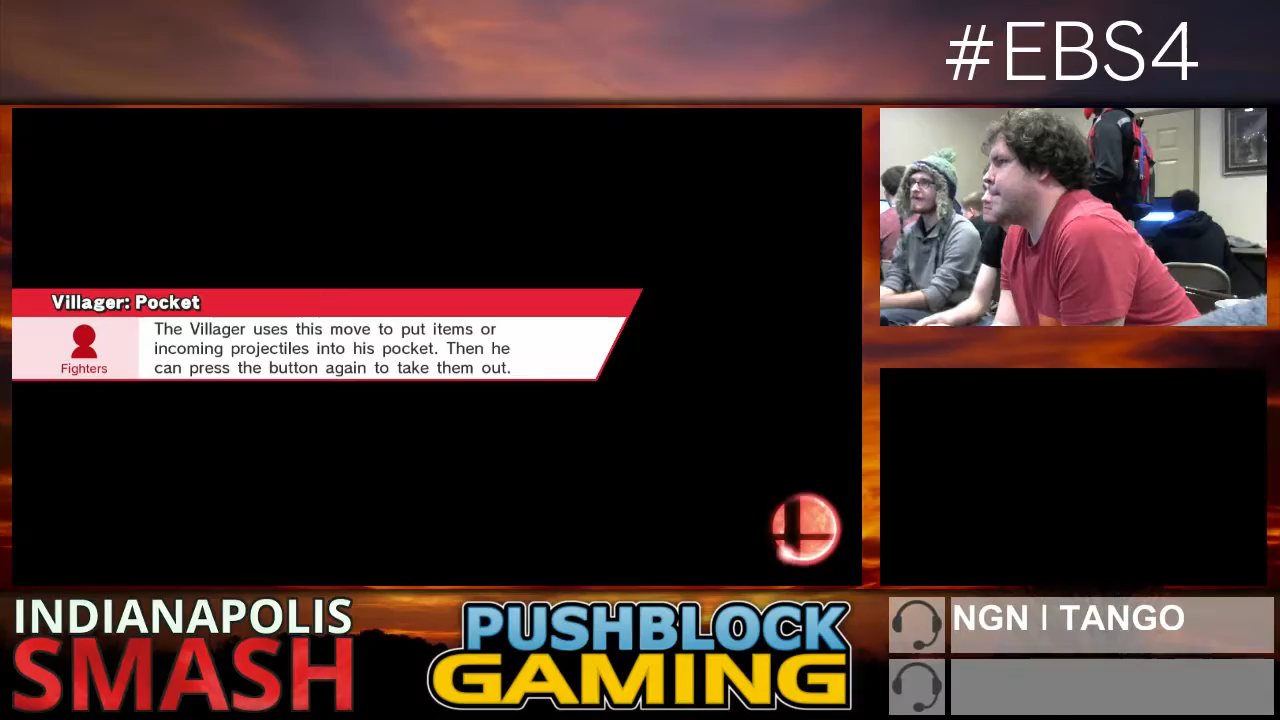 #EBS4
Villager: Pocket
The Villager uses this move to put items or
incoming projectiles into his pocket. Then he
can press the button again to take them out.
Fighters
INDIANAPOLIS
SMASH
PUSHBLOCK
GAMING
NGN | TANGO